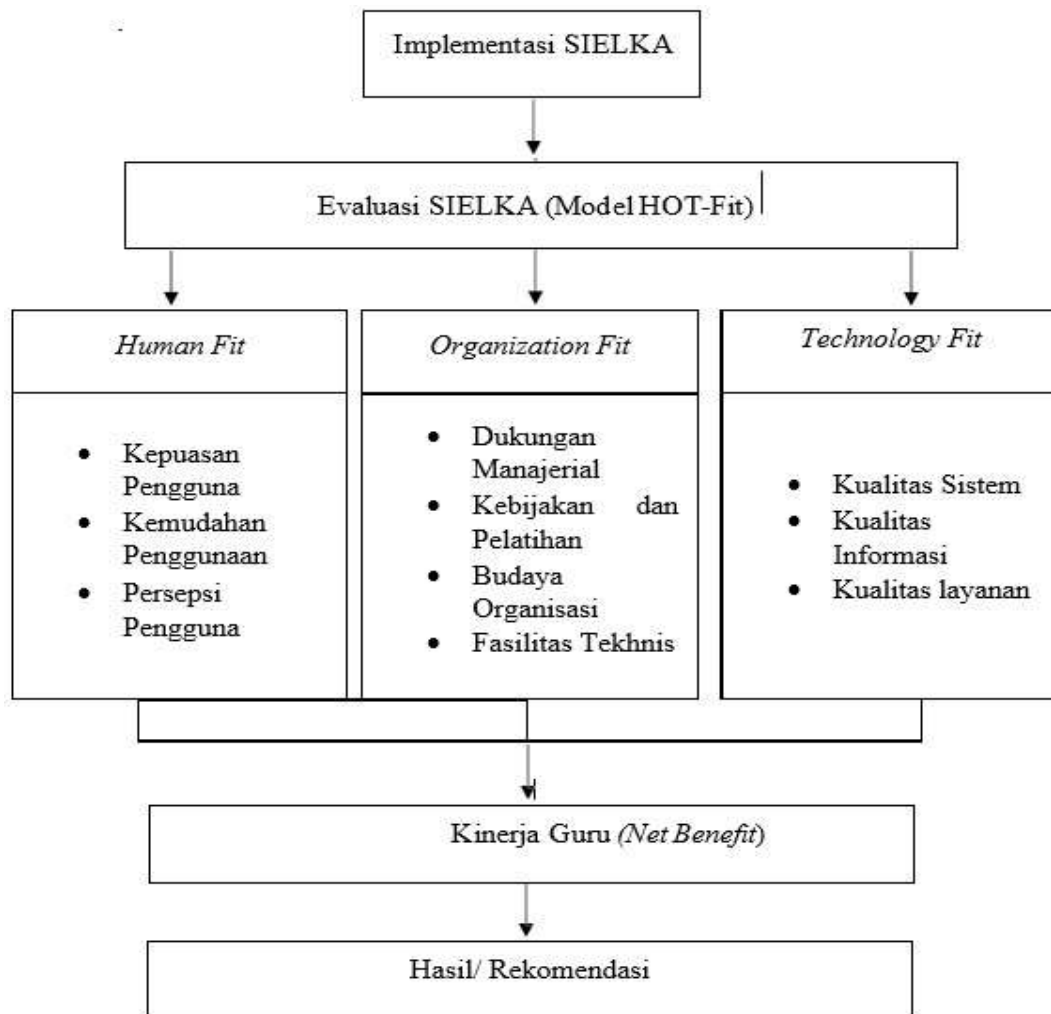 Implementasi SIELKA
Evaluasi SIELKA (Model HOT-Fit)
Human Fit
Kepuasan
Pengguna
Kemudahan
Penggunaan
Persepsi
Pengguna
Organization Fit
Dukungan
Manajerial
Kebijakan dan
Pelatihan
Budaya
Organisasi
Fasilitas Tekhnis
Technology Fit
Kualitas Sistem
Kualitas
Informasi
Kualitas layanan
Kinerja Guru (Net Benefit)
Hasil/ Rekomendasi